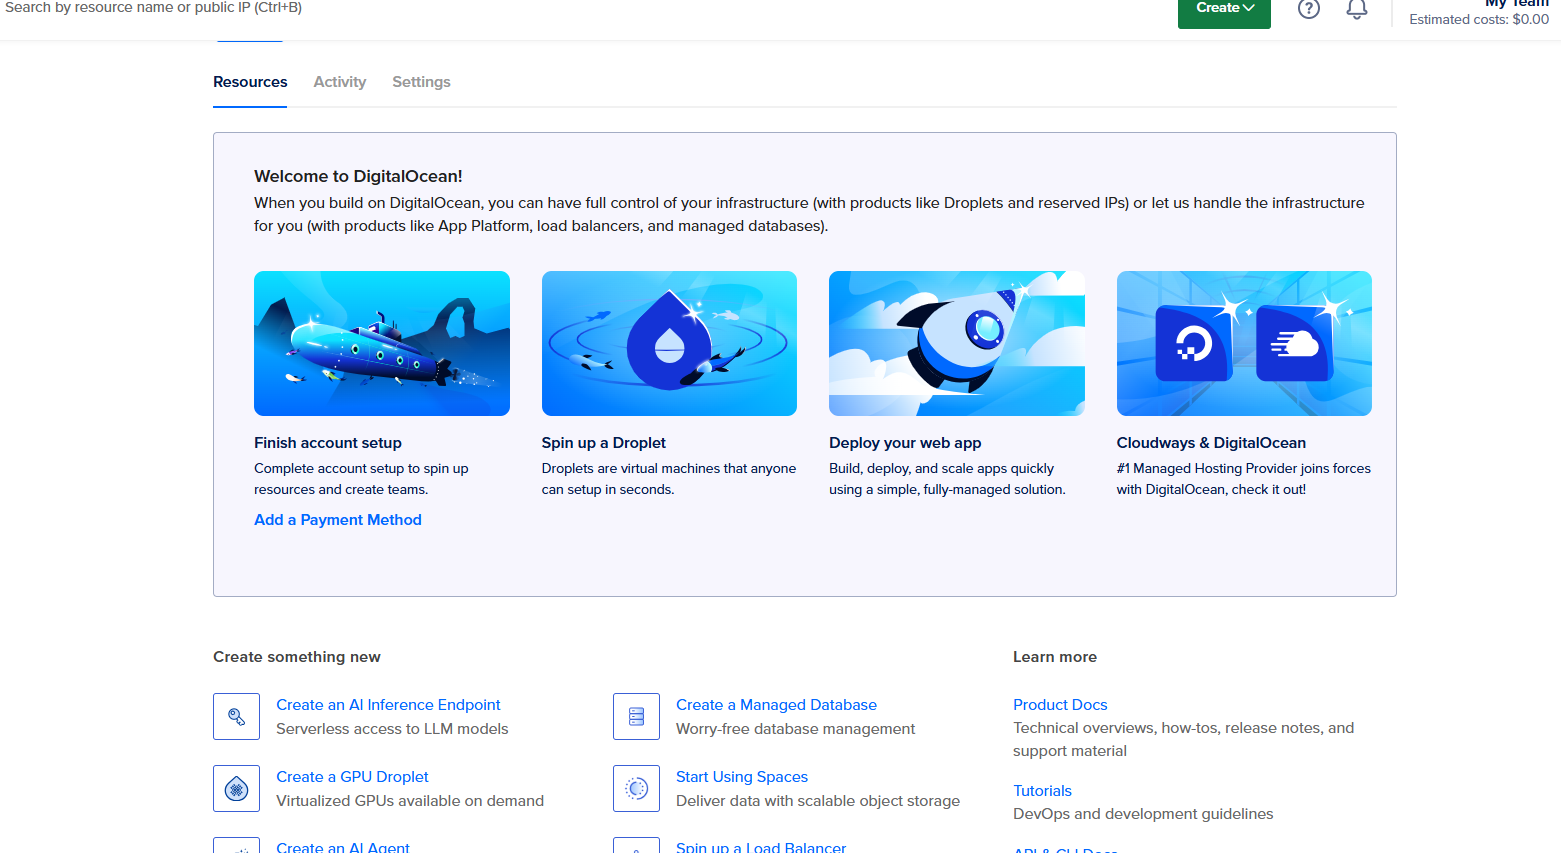 Search by resource name or public IP (Ctrl+B)
Create
My Team
Estimated costs: $0.00
Resources
Activity
Settings
Welcome to DigitalOcean!
When you build on DigitalOcean, you can have full control of your infrastructure (with products like Droplets and reserved IPs) or let us handle the infrastructure
for you (with products like App Platform, load balancers, and managed databases).
Finish account setup
Complete account setup to spin up
resources and create teams.
Add a Payment Method
Spin up a Droplet
Droplets are virtual machines that anyone
can setup in seconds.
Deploy your web app
Build, deploy, and scale apps quickly
using a simple, fully-managed solution.
Cloudways & DigitalOcean
#1 Managed Hosting Provider joins forces
with DigitalOcean, check it out!
Create something new
Create an AI Inference Endpoint
Serverless access to LLM models
Create a GPU Droplet
Virtualized GPUs available on demand
Create an AI Agent
Create a Managed Database
Worry-free database management
Start Using Spaces
Deliver data with scalable object storage
Spin up a Load Balancer
Learn more
Product Docs
Technical overviews, how-tos, release notes, and
support material
Tutorials
DevOps and development guidelines
API & CLI Docs